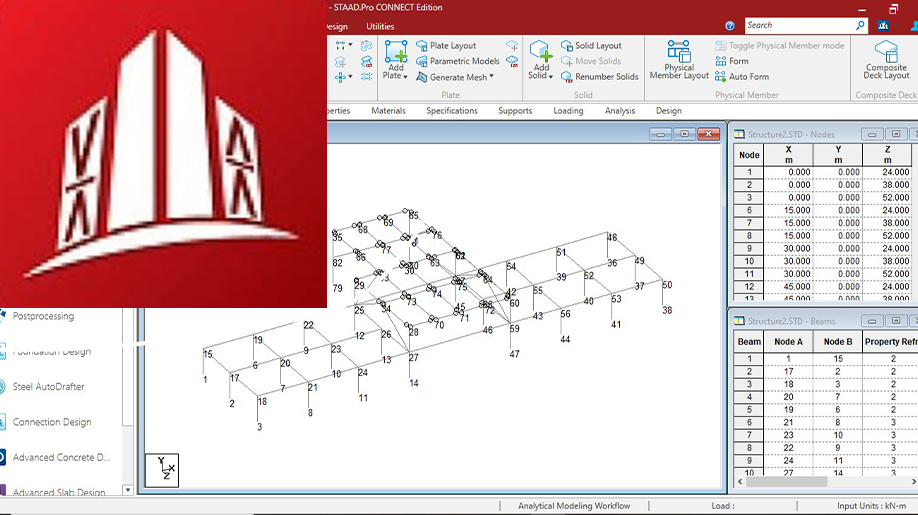 - STAAD.Pro CONNECT Edition
esign
Utilities
Search
Add
Plate
Plate Layout
Parametric Models
Generate Mesh
Plate
Add
Solid
Solid Layout
Move Solids
Renumber Solids
Solid
Physical
Member Layout
Toggle Physical Member mode
Form
Auto Form
Physical Member
Composite
Deck Layout
Composite Deck
perties Materials Specifications Supports Loading Analysis Design
Structure2.STD - Nodes
Node X Y Z
m m m
1 0.000 0.000 24.000
2 0.000 0.000 38.000
3 0.000 0.000 52.000
6 15.000 0.000 24.000
7 15.000 0.000 38.000
8 15.000 0.000 52.000
9 30.000 0.000 24.000
10 30.000 0.000 38.000
11 30.000 0.000 52.000
12 45.000 0.000 24.000
13 45.000 0.000 38.000
Structure2.STD - Beams
Beam Node A Node B Property Refn
1 1 15 2
2 17 2 2
3 18 3 2
4 20 7 2
5 19 6 2
6 21 8 3
7 23 10 3
8 22 9 3
9 24 11 3
10 27 14 3
65
69
68
76
77
82
79
63
74
75
73
70
71
72
48
51
54
36
49
39
52
50
42
55
60
45
40
53
38
43
56
41
46
59
44
47
25
34
29
22
12
26
28
19
9
23
13
27
15
6
20
10
24
14
1
17
7
21
11
2
18
8
3
Y
X
Z
Postprocessing
Foundation Design
Steel AutoDrafter
Connection Design
Advanced Concrete D...
Advanced Slab Design
Analytical Modeling Workflow
Load :
Input Units : kN-m